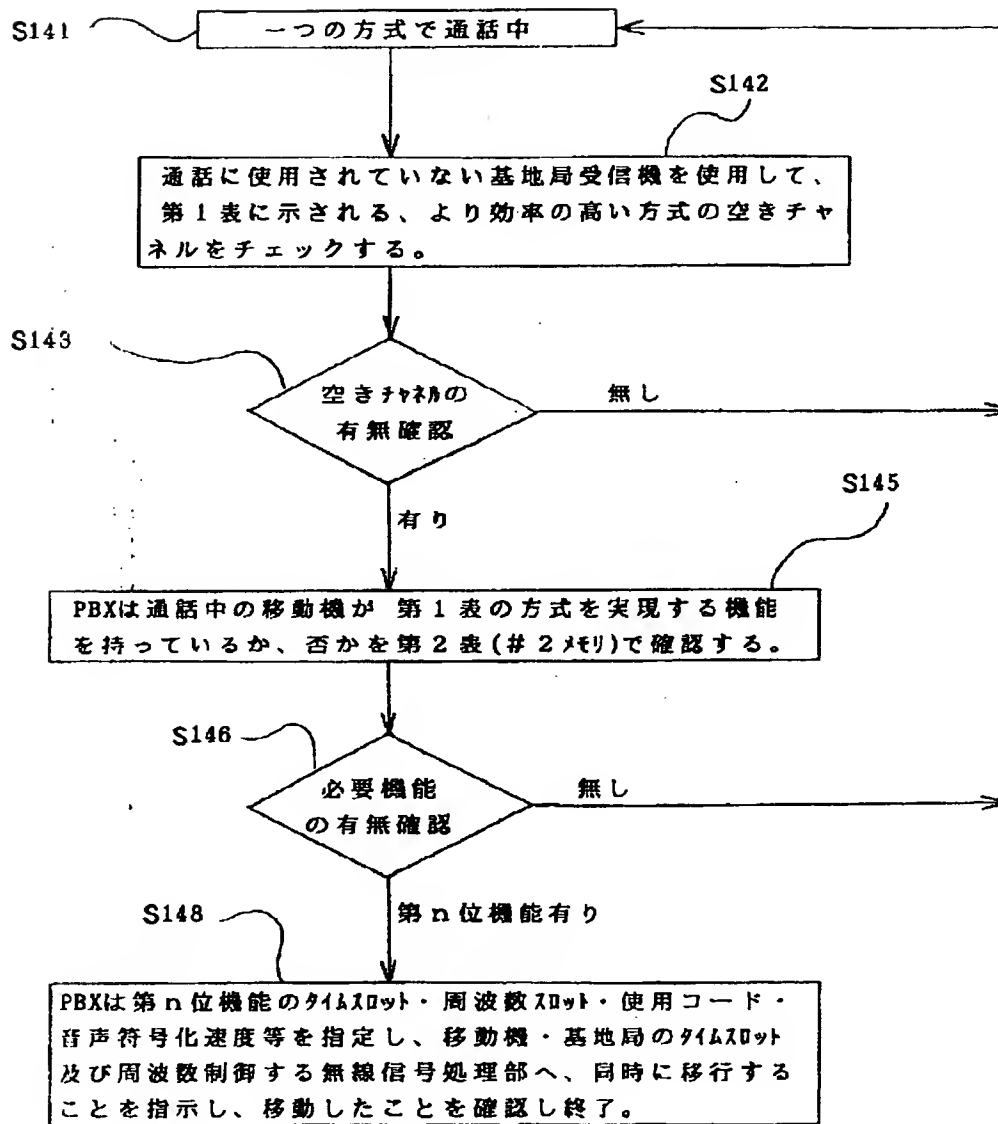 S141
一つの方式で通話中
S142
通話に使用されていない基地局受信機を使用して、
第1表に示される、より効率の高い方式の空きチャ
ネルをチェックする。
S143
空きチャネルの
有無確認
無し
S145
有り
PBXは通話中の移動機が 第1表の方式を実現する機能
を持っているか、否かを第2表(#2メモリ)で確認する。
S146
必要機能
の有無確認
無し
S148
第n位機能有り
PBXは第n位機能のタイムスロット・周波数スロット・使用コード・
音声符号化速度等を指定し、移動機・基地局のタイムスロット
及び周波数制御する無線信号処理部へ、同時に移行する
ことを指示し、移動したことを確認し終了。